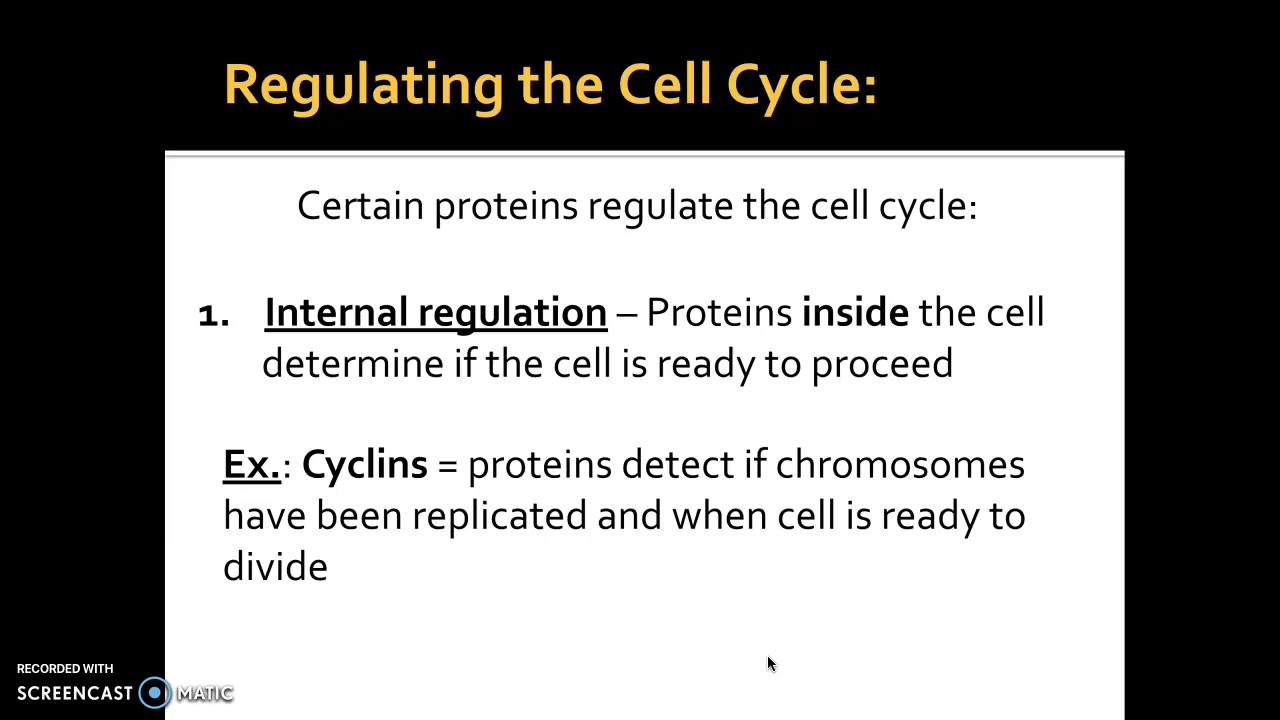 Regulating the Cell Cycle:
Certain proteins regulate the cell cycle:
1. Internal regulation – Proteins inside the cell
determine if the cell is ready to proceed
Ex.: Cyclins = proteins detect if chromosomes
have been replicated and when cell is ready to
divide
RECORDED WITH
SCREENCAST MATIC